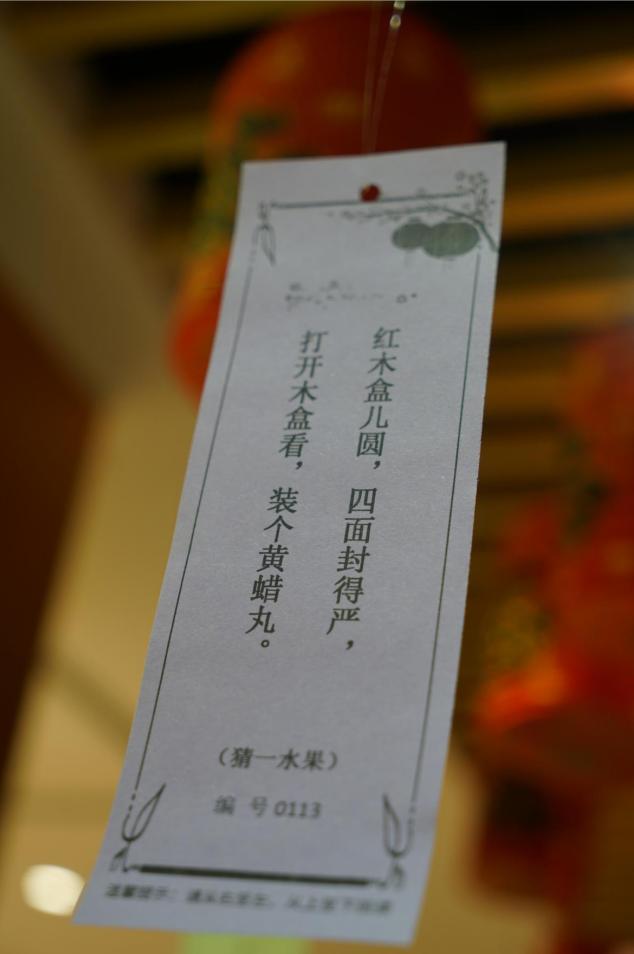 红木盒儿圆，四面封得严，
打开木盒看，装个黄蜡丸。
（猜一水果）
编 号 0113